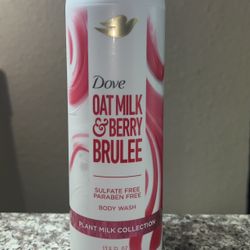 Dove
OAT MILK
& BERRY
BRULEE
SULFATE FREE
PARABEN FREE
BODY WASH
PLANT MILK COLLECTION